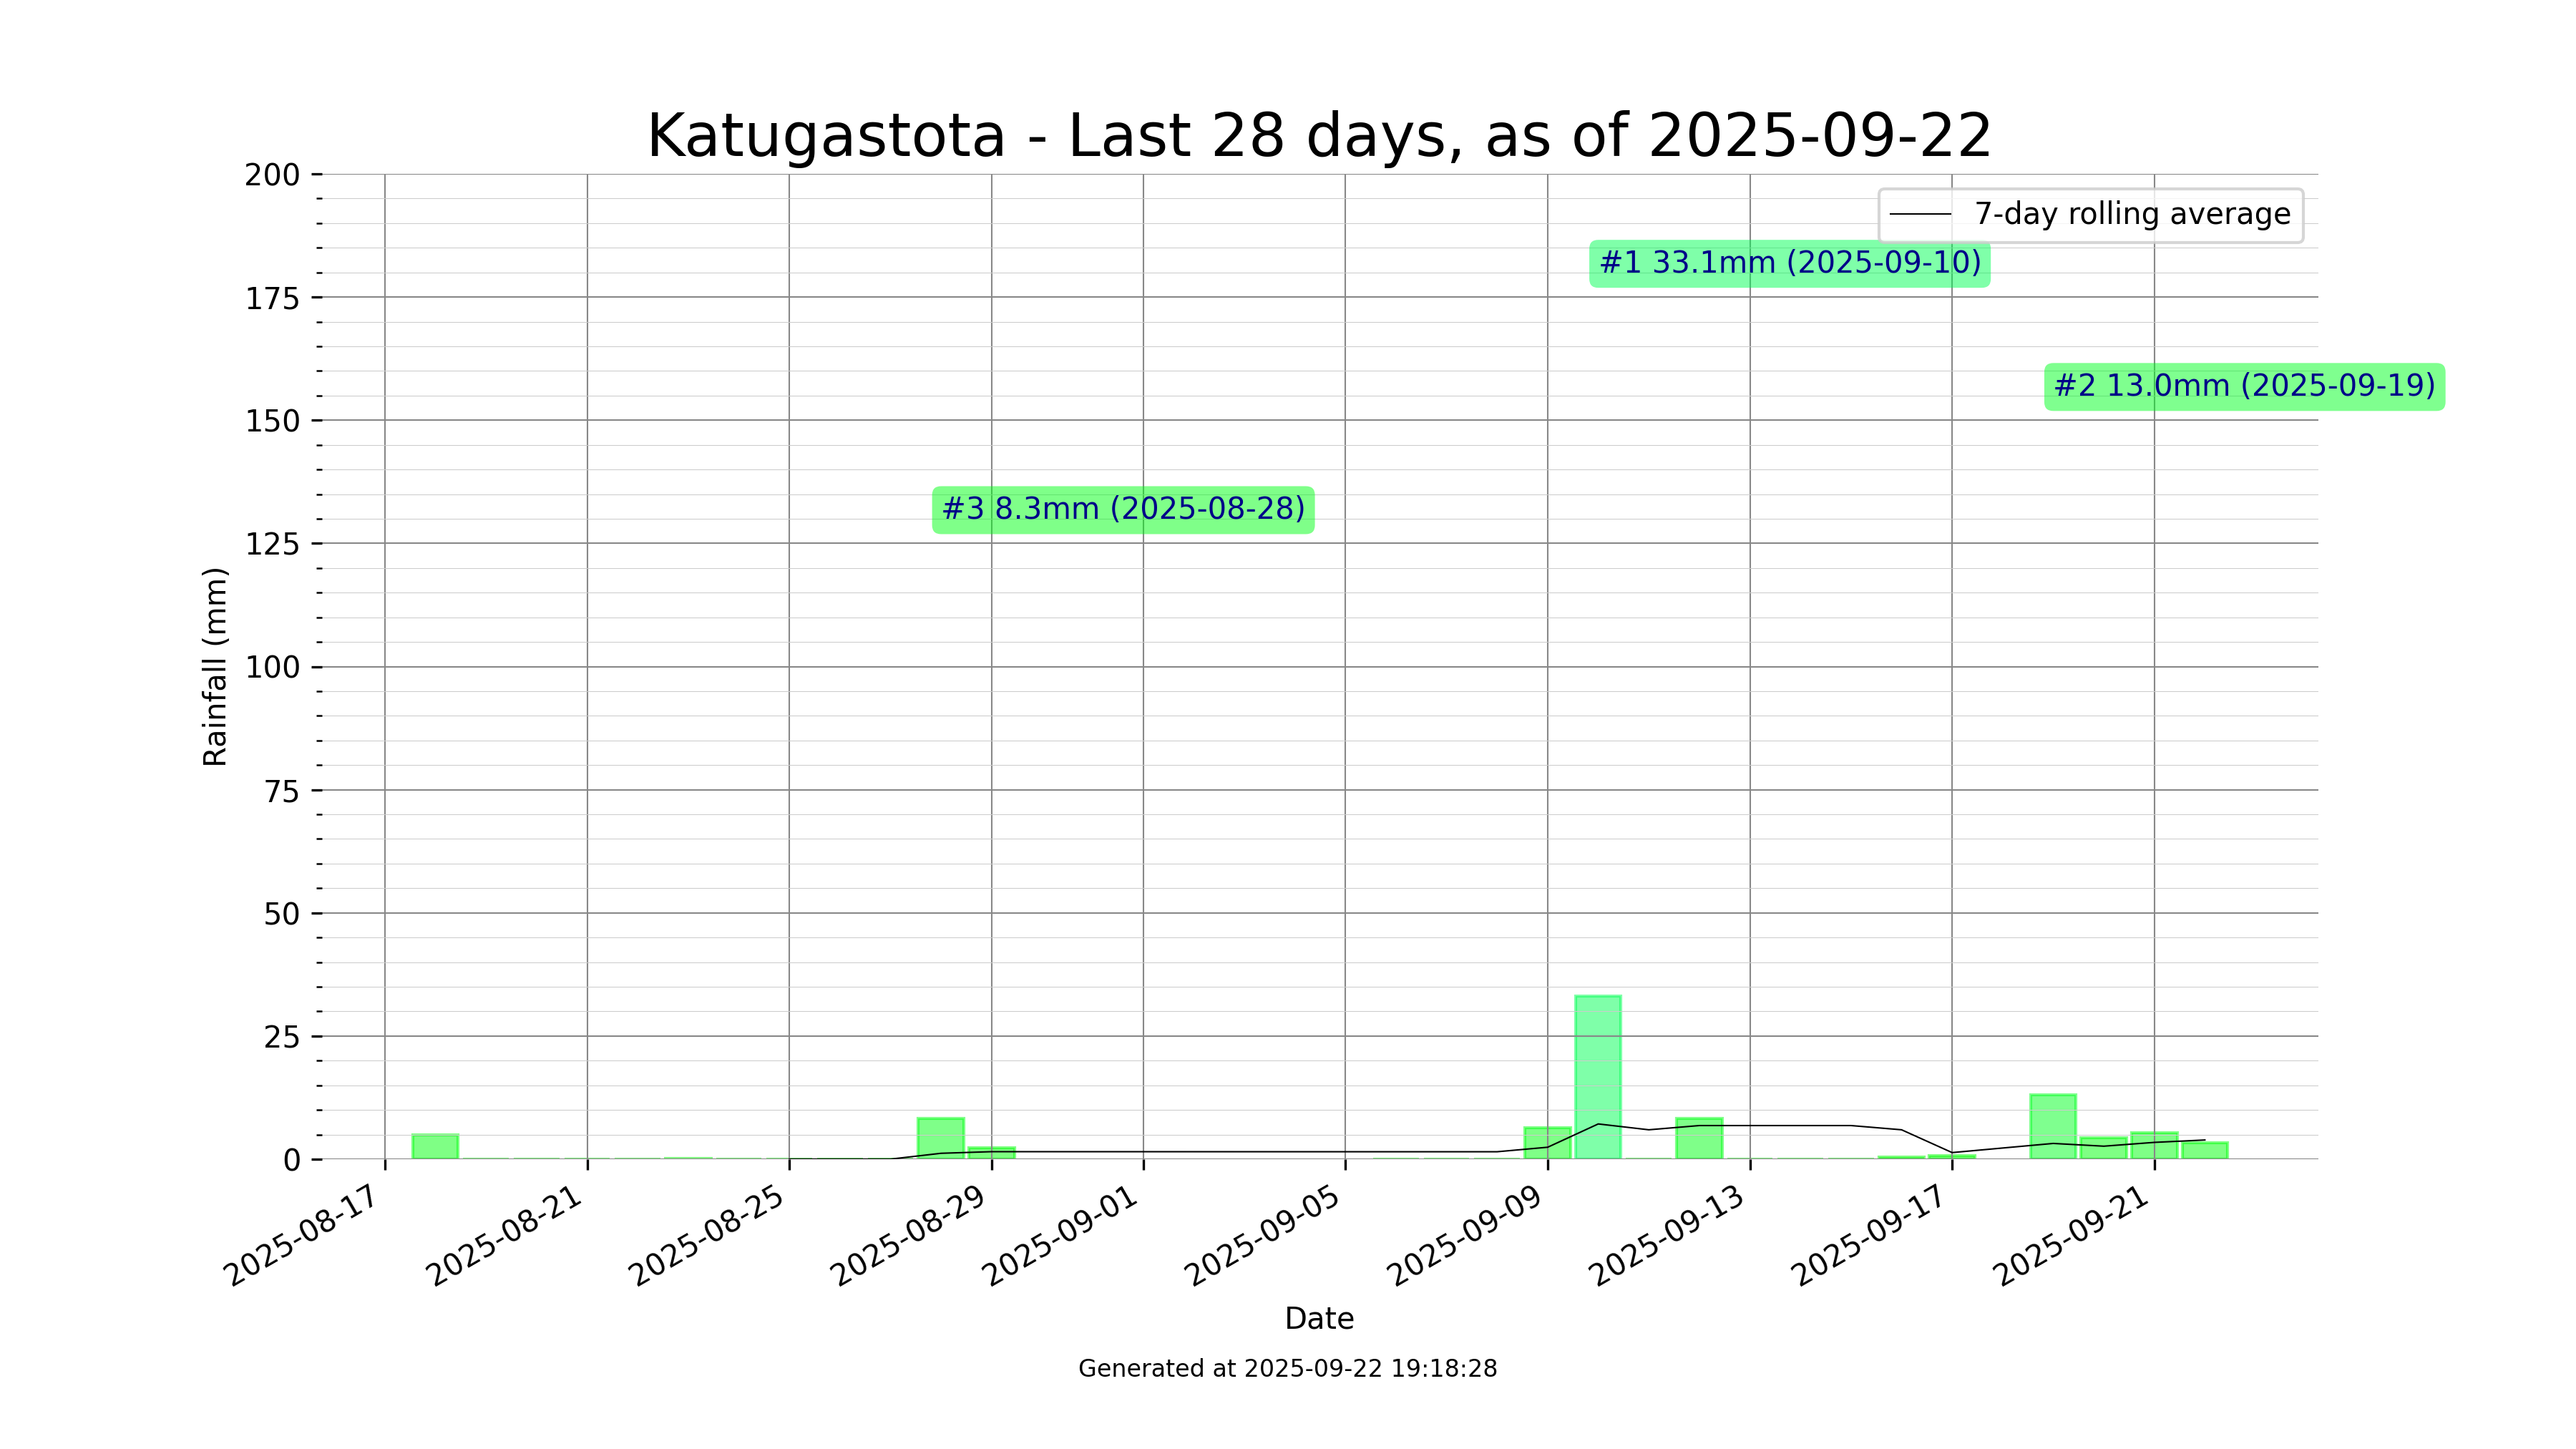 Katugastota - Last 28 days, as of 2025-09-22
200
175
150
125
100
75
50
25
0
Rainfall (mm)
7-day rolling average
#1 33.1mm (2025-09-10)
#2 13.0mm (2025-09-19)
#3 8.3mm (2025-08-28)
2025-08-17
2025-08-21
2025-08-25
2025-08-29
2025-09-01
2025-09-05
2025-09-09
2025-09-13
2025-09-17
2025-09-21
Date
Generated at 2025-09-22 19:18:28